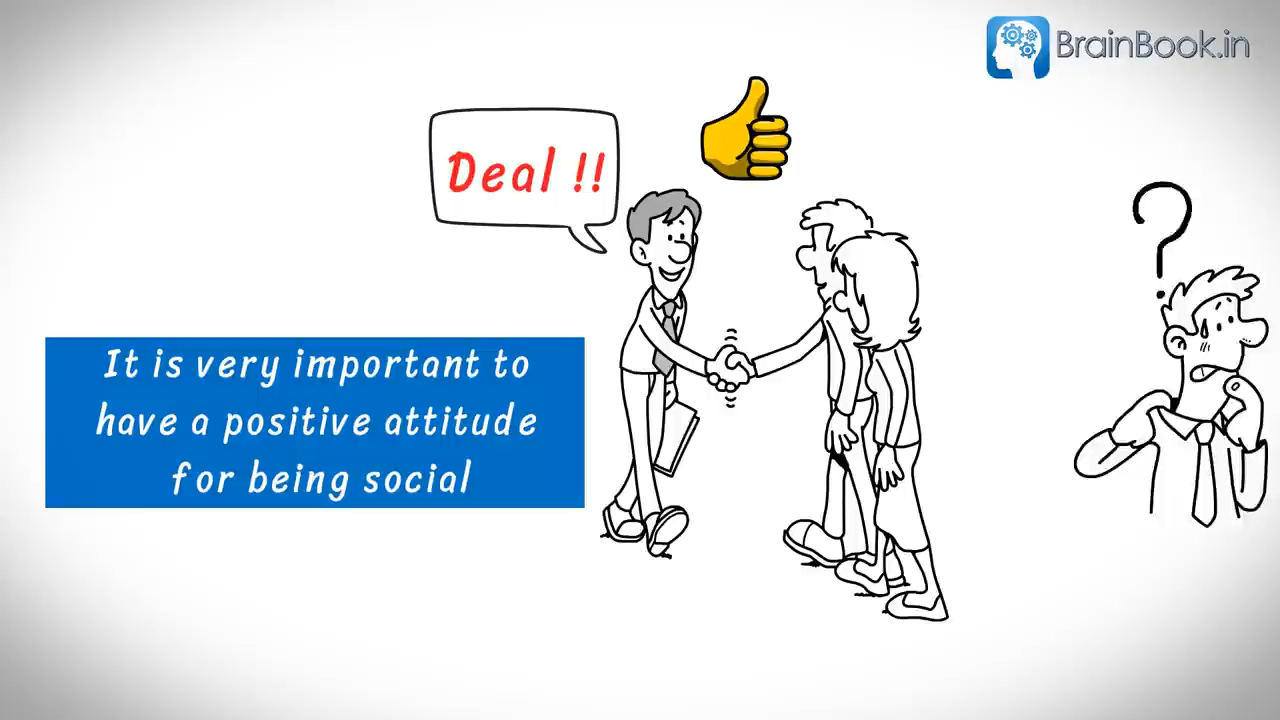 BrainBook.in
Deal !!
?
It is very important to
have a positive attitude
for being social